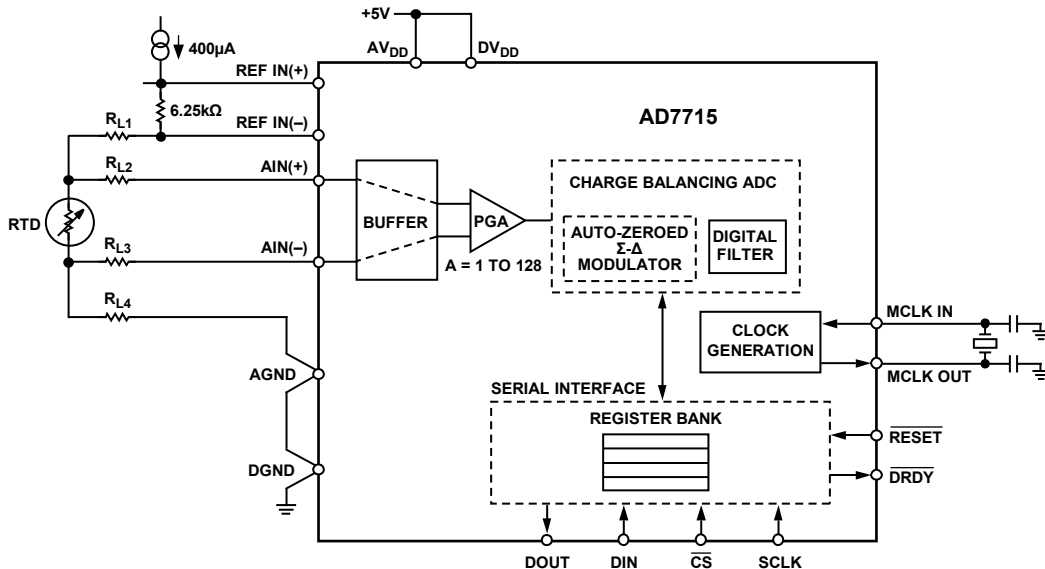 +5V
AVDD
DVDD
400µA
REF IN(+)
6.25kΩ
RL1
REF IN(–)
AD7715
RL2
AIN(+)
CHARGE BALANCING ADC
BUFFER
PGA
RTD
AUTO-ZEROED
Σ-Δ
MODULATOR
DIGITAL
FILTER
RL3
AIN(–)
A = 1 TO 128
RL4
MCLK IN
CLOCK
GENERATION
AGND
MCLK OUT
SERIAL INTERFACE
REGISTER BANK
RESET
DGND
DRDY
DOUT
DIN
CS
SCLK